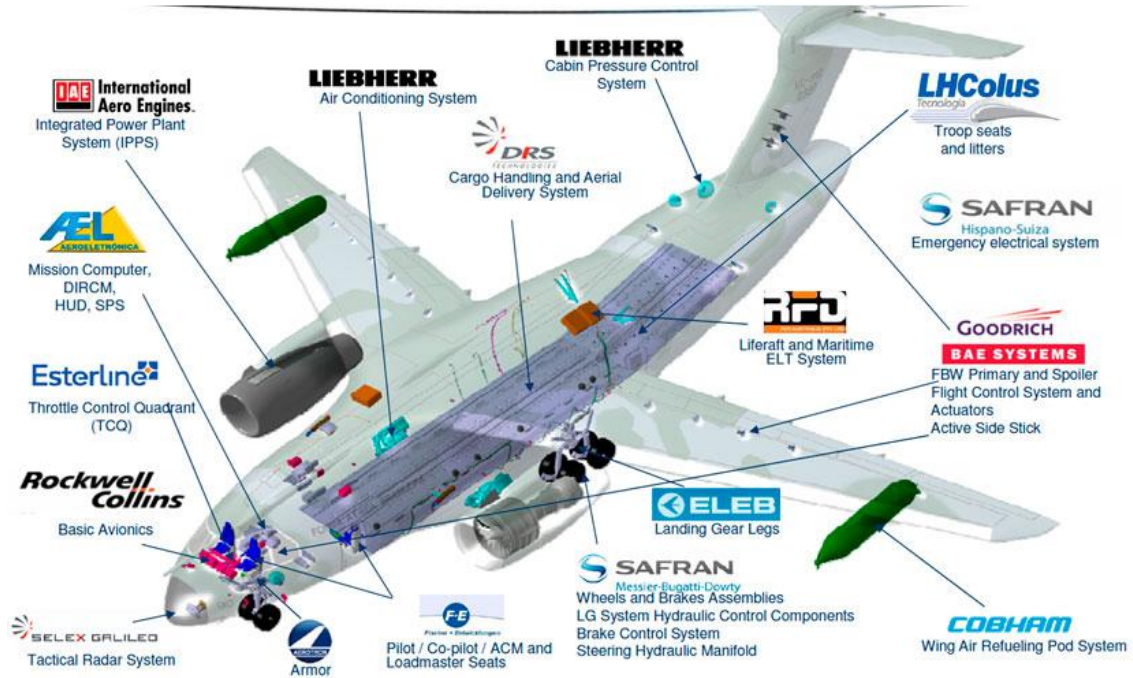 IAE International
Aero Engines.
Integrated Power Plant
System (IPPS)
LIEBHERR
Air Conditioning System
LIEBHERR
Cabin Pressure Control
System
LHColus
Tecnologia
Troop seats
and litters
DRS
TECHNOLOGIES
Cargo Handling and Aerial
Delivery System
AEL
AEROELETRÔNICA
Mission Computer,
DIRCM,
HUD, SPS
SAFRAN
Hispano-Suiza
Emergency electrical system
RFD
Liferaft and Maritime
ELT System
GOODRICH
BAE SYSTEMS
FBW Primary and Spoiler
Flight Control System and
Actuators
Active Side Stick
Esterline
Throttle Control Quadrant
(TCQ)
Rockwell
Collins
Basic Avionics
ELEB
Landing Gear Legs
SAFRAN
Messier-Bugatti-Dowty
Wheels and Brakes Assemblies
LG System Hydraulic Control Components
Brake Control System
Steering Hydraulic Manifold
SELEX GALILEO
Tactical Radar System
AEROTRON
Armor
F+E
Fischer + Entwicklungen
Pilot / Co-pilot / ACM and
Loadmaster Seats
COBHAM
Wing Air Refueling Pod System